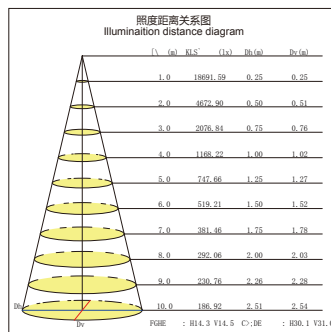 照度距离关系图
Illuminaition distance diagram
(m) KLS` (lx) Dh(m) Dv(m)
1.0 18691.59 0.25 0.25
2.0 4672.90 0.50 0.51
3.0 2076.84 0.75 0.76
4.0 1168.22 1.00 1.02
5.0 747.66 1.25 1.27
6.0 519.21 1.50 1.52
7.0 381.46 1.75 1.78
8.0 292.06 2.00 2.03
9.0 230.76 2.26 2.28
10.0 186.92 2.51 2.54
Dh
Dv
FGHE : H14.3 V14.5 C>:DE : H30.1 V31.